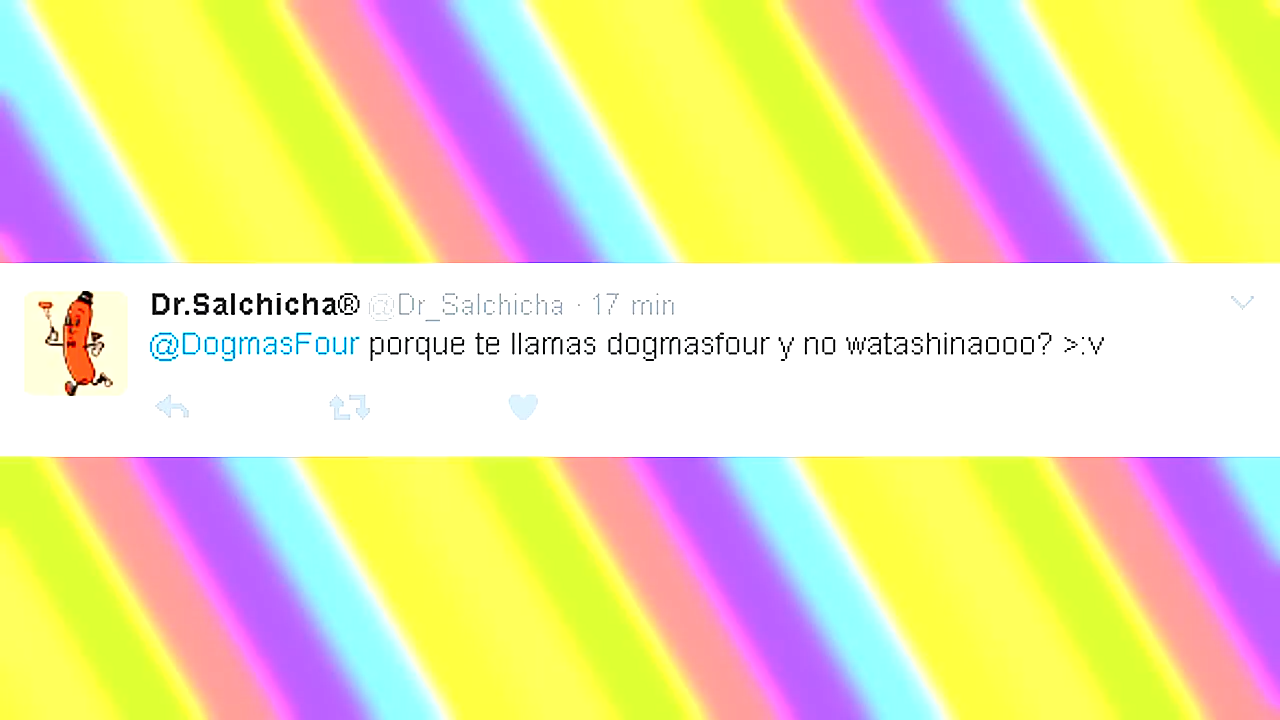 Dr.Salchicha® @Dr_Salchicha · 17 min
@DogmasFour porque te llamas dogmasfour y no watashinaooo? >:v